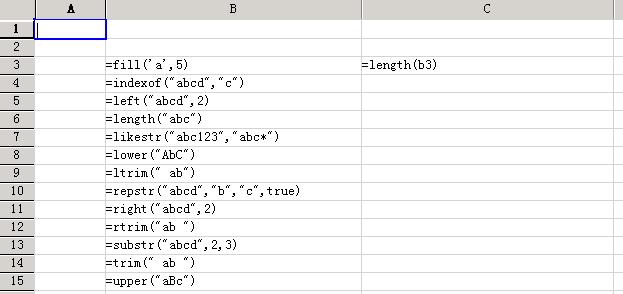 A B C
1
2
3 =fill('a',5) =length(b3)
4 =indexof("abcd","c")
5 =left("abcd",2)
6 =length("abc")
7 =likestr("abc123","abc*")
8 =lower("AbC")
9 =ltrim(" ab")
10 =repstr("abcd","b","c",true)
11 =right("abcd",2)
12 =rtrim("ab ")
13 =substr("abcd",2,3)
14 =trim(" ab ")
15 =upper("aBc")